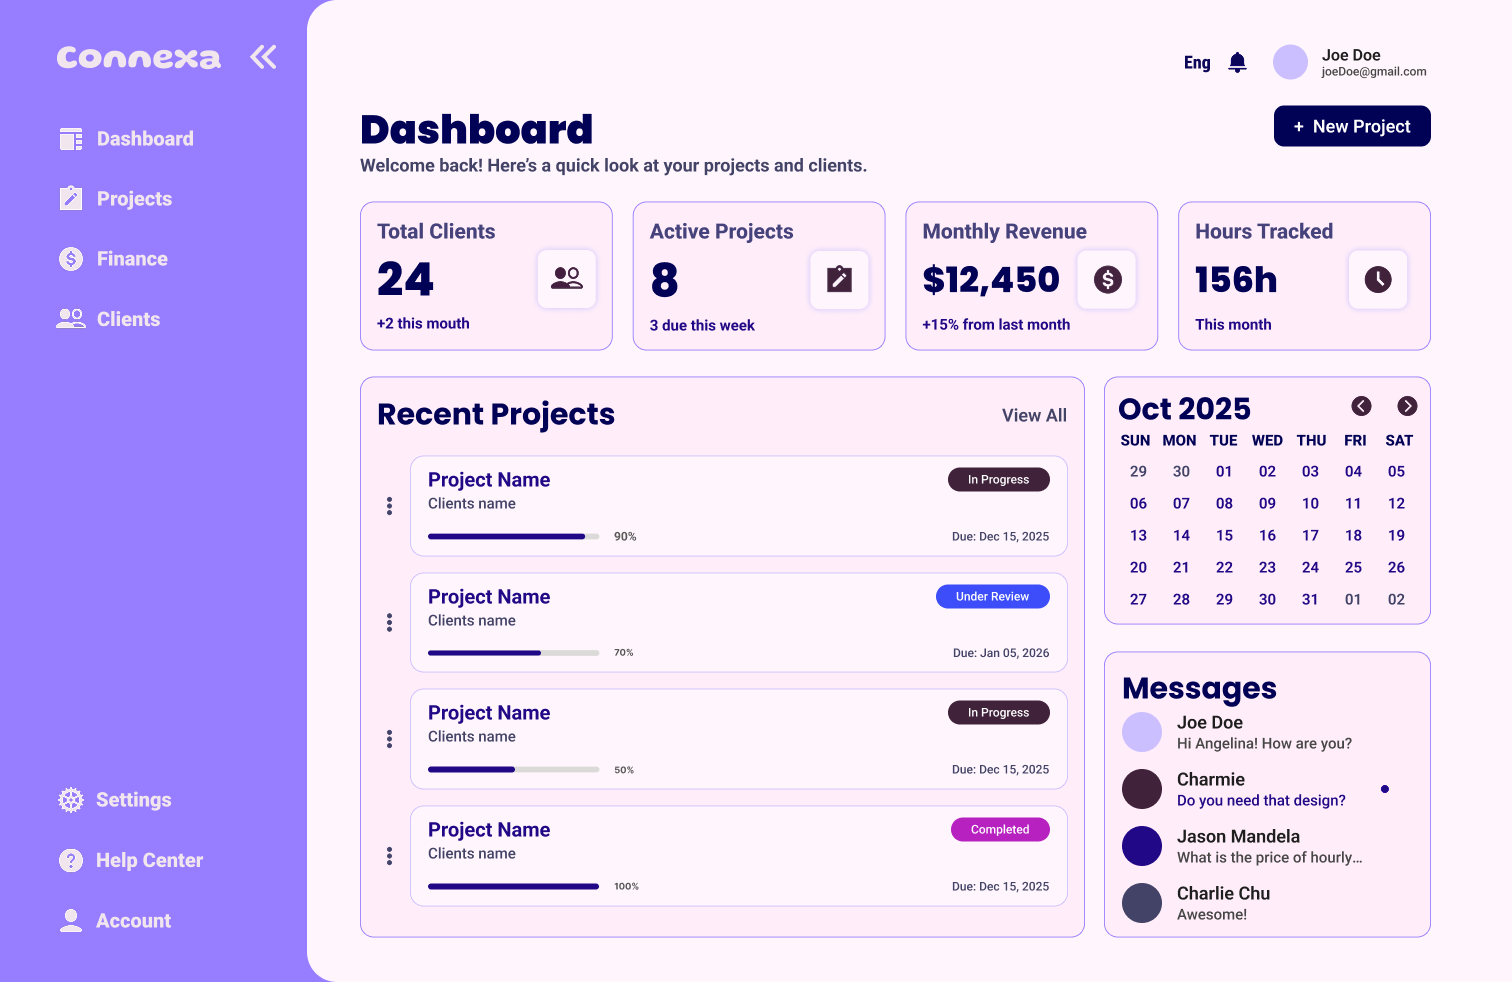 Connexa
Dashboard
Projects
Finance
Clients
Settings
Help Center
Account
Eng
Joe Doe
joeDoe@gmail.com
Dashboard
Welcome back! Here's a quick look at your projects and clients.
+ New Project
Total Clients
24
+2 this mouth
Active Projects
8
3 due this week
Monthly Revenue
$12,450
+15% from last month
Hours Tracked
156h
This month
Recent Projects
View All
Project Name
In Progress
Clients name
90%
Due: Dec 15, 2025
Project Name
Under Review
Clients name
70%
Due: Jan 05, 2026
Project Name
In Progress
Clients name
50%
Due: Dec 15, 2025
Project Name
Completed
Clients name
100%
Due: Dec 15, 2025
Oct 2025
SUN MON TUE WED THU FRI SAT
29 30 01 02 03 04 05
06 07 08 09 10 11 12
13 14 15 16 17 18 19
20 21 22 23 24 25 26
27 28 29 30 31 01 02
Messages
Joe Doe
Hi Angelina! How are you?
Charmie
Do you need that design?
Jason Mandela
What is the price of hourly...
Charlie Chu
Awesome!